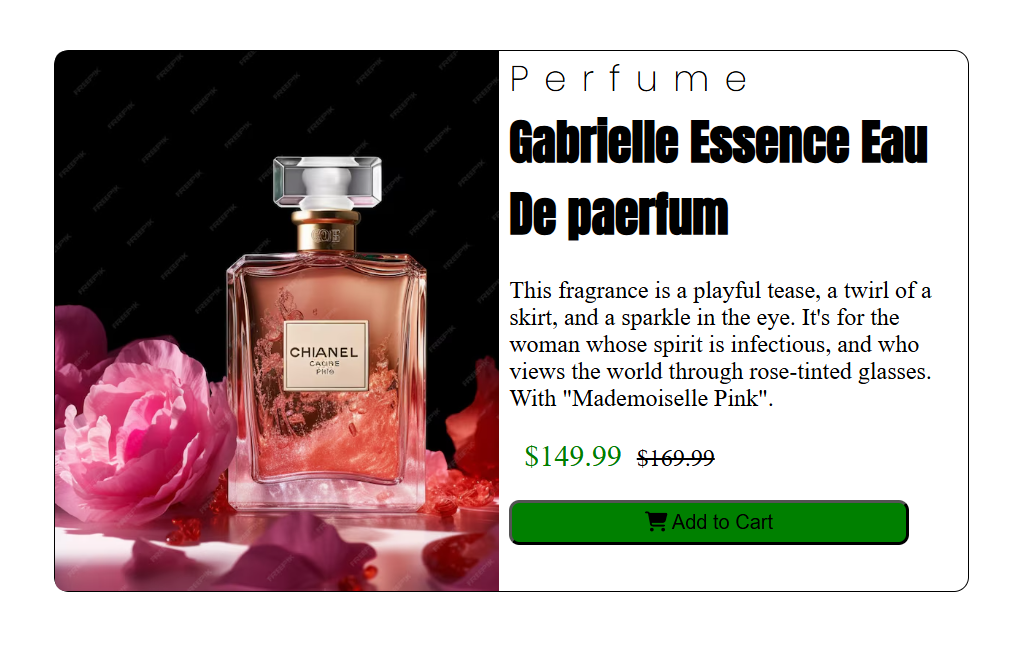 Perfume
Gabrielle Essence Eau
De paerfum
CHIANEL
This fragrance is a playful tease, a twirl of a
skirt, and a sparkle in the eye. It's for the
woman whose spirit is infectious, and who
views the world through rose-tinted glasses.
With "Mademoiselle Pink".
$149.99 $169.99
Add to Cart